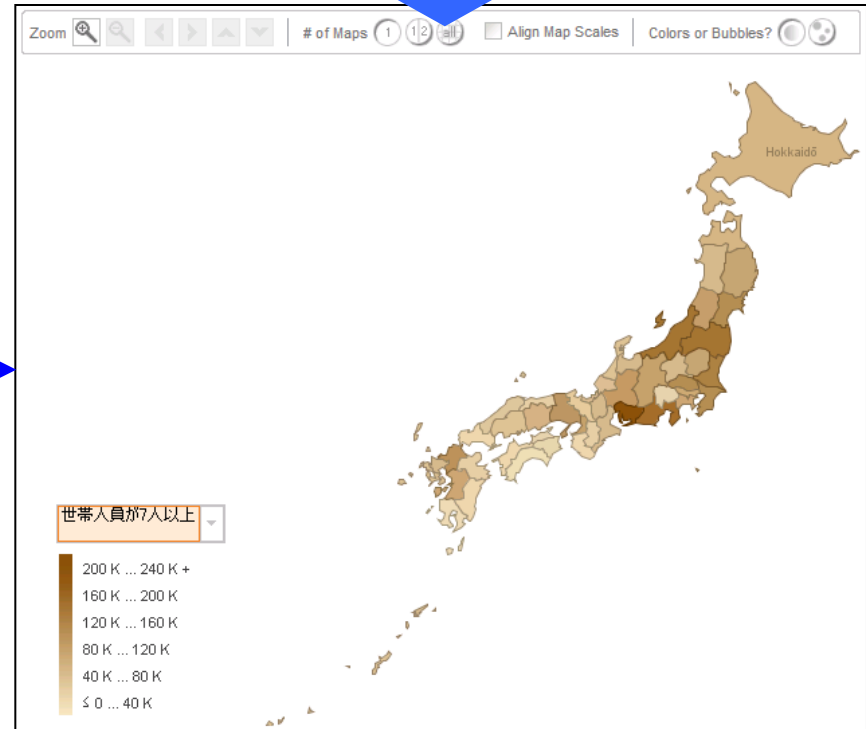 Zoom # of Maps 1 1 2 all Align Map Scales Colors or Bubbles?
Hokkaidō
世帯人員が7人以上
200 K ... 240 K +
160 K ... 200 K
120 K ... 160 K
80 K ... 120 K
40 K ... 80 K
≤ 0 ... 40 K